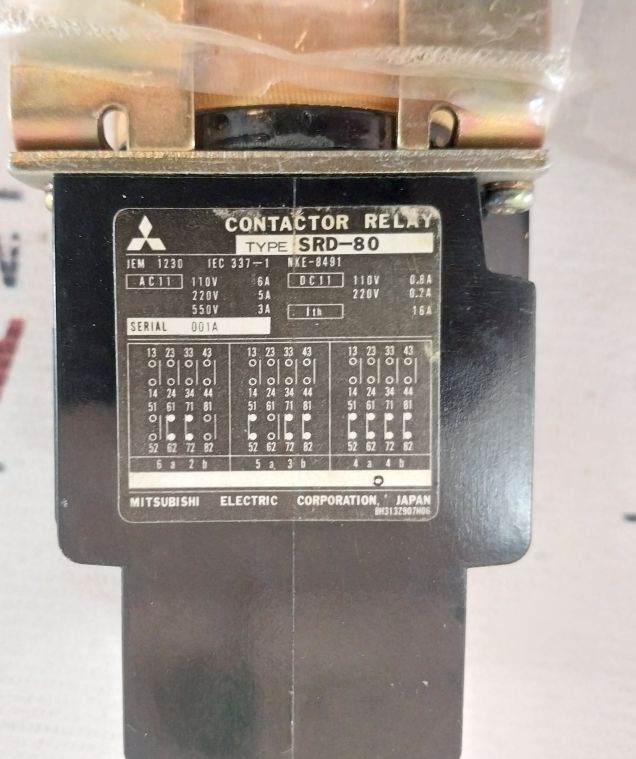 CONTACTOR RELAY
TYPE SRD-80
JEM 1230 IEC 337-1 NKE-8491
AC11 110V 6A DC11 110V 0.8A
220V 5A 220V 0.2A
550V 3A Ith 16A
SERIAL 001A
13 23 33 43 13 23 33 43 13 23 33 43
14 24 34 44 14 24 34 44 14 24 34 44
51 61 71 81 51 61 71 81 51 61 71 81
52 62 72 82 52 62 72 82 52 62 72 82
6a 2b 5a 3b 4a 4b
MITSUBISHI ELECTRIC CORPORATION, JAPAN
BH313Z907H06